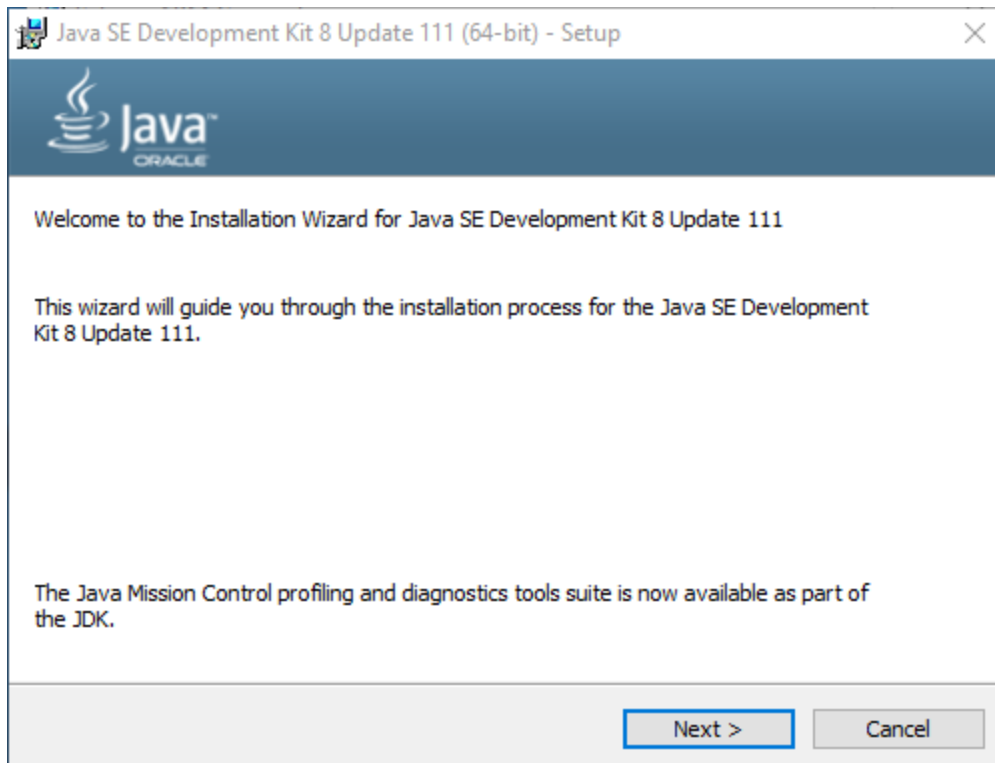 Java SE Development Kit 8 Update 111 (64-bit) - Setup
Java™
ORACLE
Welcome to the Installation Wizard for Java SE Development Kit 8 Update 111
This wizard will guide you through the installation process for the Java SE Development
Kit 8 Update 111.
The Java Mission Control profiling and diagnostics tools suite is now available as part of
the JDK.
Next >
Cancel